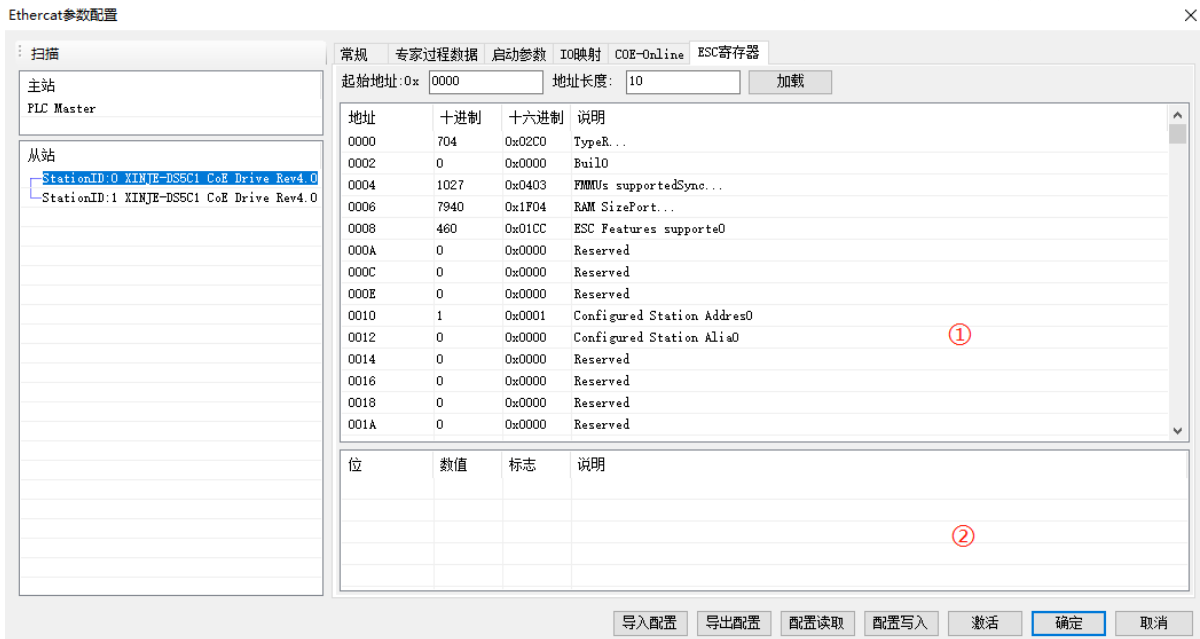 Ethercat参数配置
扫描
主站
PLC Master
从站
StationID:0 XINJE-DS5C1 CoE Drive Rev4.0
StationID:1 XINJE-DS5C1 CoE Drive Rev4.0
常规 专家过程数据 启动参数 IO映射 COE-Online ESC寄存器
起始地址:0x 0000 地址长度: 10 加载
地址 十进制 十六进制 说明
0000 704 0x02C0 TypeR...
0002 0 0x0000 Buil0
0004 1027 0x0403 FMMUs supportedSync...
0006 7940 0x1F04 RAM SizePort...
0008 460 0x01CC ESC Features supporte0
000A 0 0x0000 Reserved
000C 0 0x0000 Reserved
000E 0 0x0000 Reserved
0010 1 0x0001 Configured Station Addres0
0012 0 0x0000 Configured Station Alia0
0014 0 0x0000 Reserved
0016 0 0x0000 Reserved
0018 0 0x0000 Reserved
001A 0 0x0000 Reserved
①
位 数值 标志 说明
②
导入配置 导出配置 配置读取 配置写入 激活 确定 取消